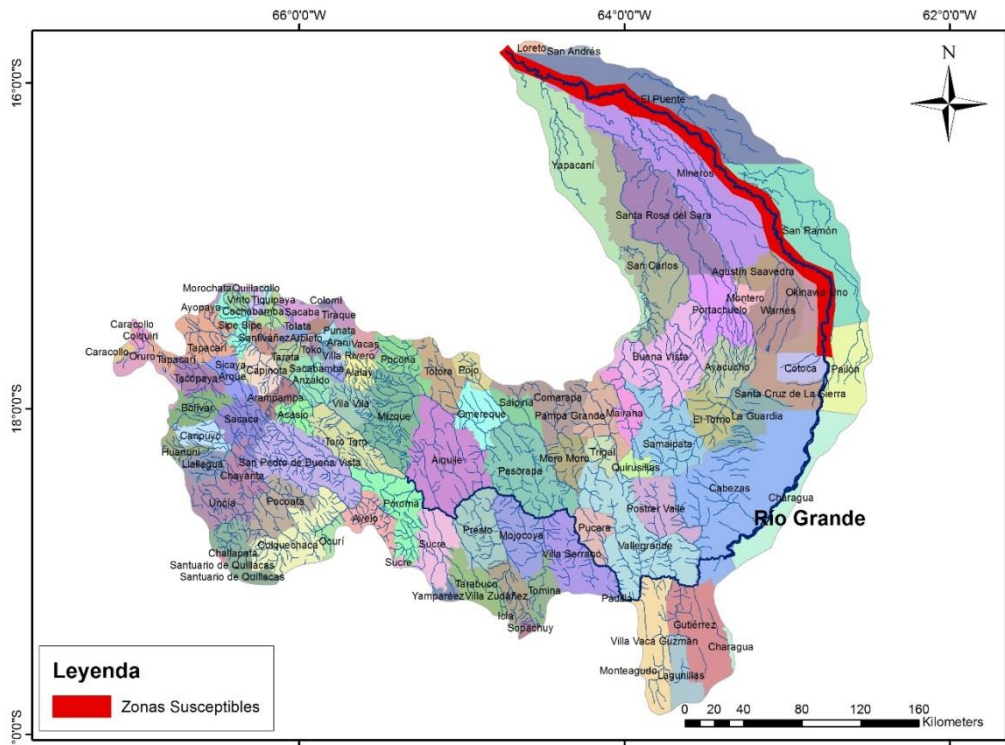 66°0'0"W
64°0'0"W
62°0'0"W
16°0'0"S
18°0'0"S
0°0'0"S
N
Loreto
San Andrés
El Puente
Yapacaní
Mineros
Santa Rosa del Sara
San Ramón
San Carlos
Agustín Saavedra
Okinawa Uno
Montero
Warnes
Portachuelo
Buena Vista
Ayacucho
Cotoca
Pailón
Santa Cruz de La Sierra
La Guardia
El Torno
Morochata
Quillacollo
Vinto
Tiquipaya
Colomi
Cochabamba
Sacaba
Tiraque
Ayopaya
Sipe Sipe
Tolata
Punata
Caracollo
Santiváñez
Arbieto
Arani
Vacas
Colquiri
Tapacarí
Toko
Caracollo
Oruro
Tapacarí
Tarata
Villa Rivero
Pocona
Sicaya
Capinota
Sacabamba
Alalay
Totora
Pojo
Tacopaya
Arque
Anzaldo
Bolívar
Arampampa
Vila Vila
Saipina
Comarapa
Sacaca
Acasio
Mizque
Omereque
Pampa Grande
Mairana
Caripuyo
Toro Toro
Samaipata
Huanuni
Moro Moro
Trigal
Llallagua
San Pedro de Buena Vista
Aiquile
Pasorapa
Quirusillas
Chayanta
Cabezas
Uncía
Pocoata
Poroma
Postrer Valle
Charagua
Río Grande
Ravelo
Sucre
Presto
Mojocoya
Pucara
Challapata
Colquechaca
Ocurí
Villa Serrano
Vallegrande
Santuario de Quillacas
Santuario de Quillacas
Sucre
Tarabuco
Yamparáez
Villa Zudáñez
Tomina
Padilla
Icla
Sopachuy
Gutiérrez
Villa Vaca Guzmán
Charagua
Monteagudo
Lagunillas
Leyenda
Zonas Susceptibles
0 20 40 80 120 160
Kilometers